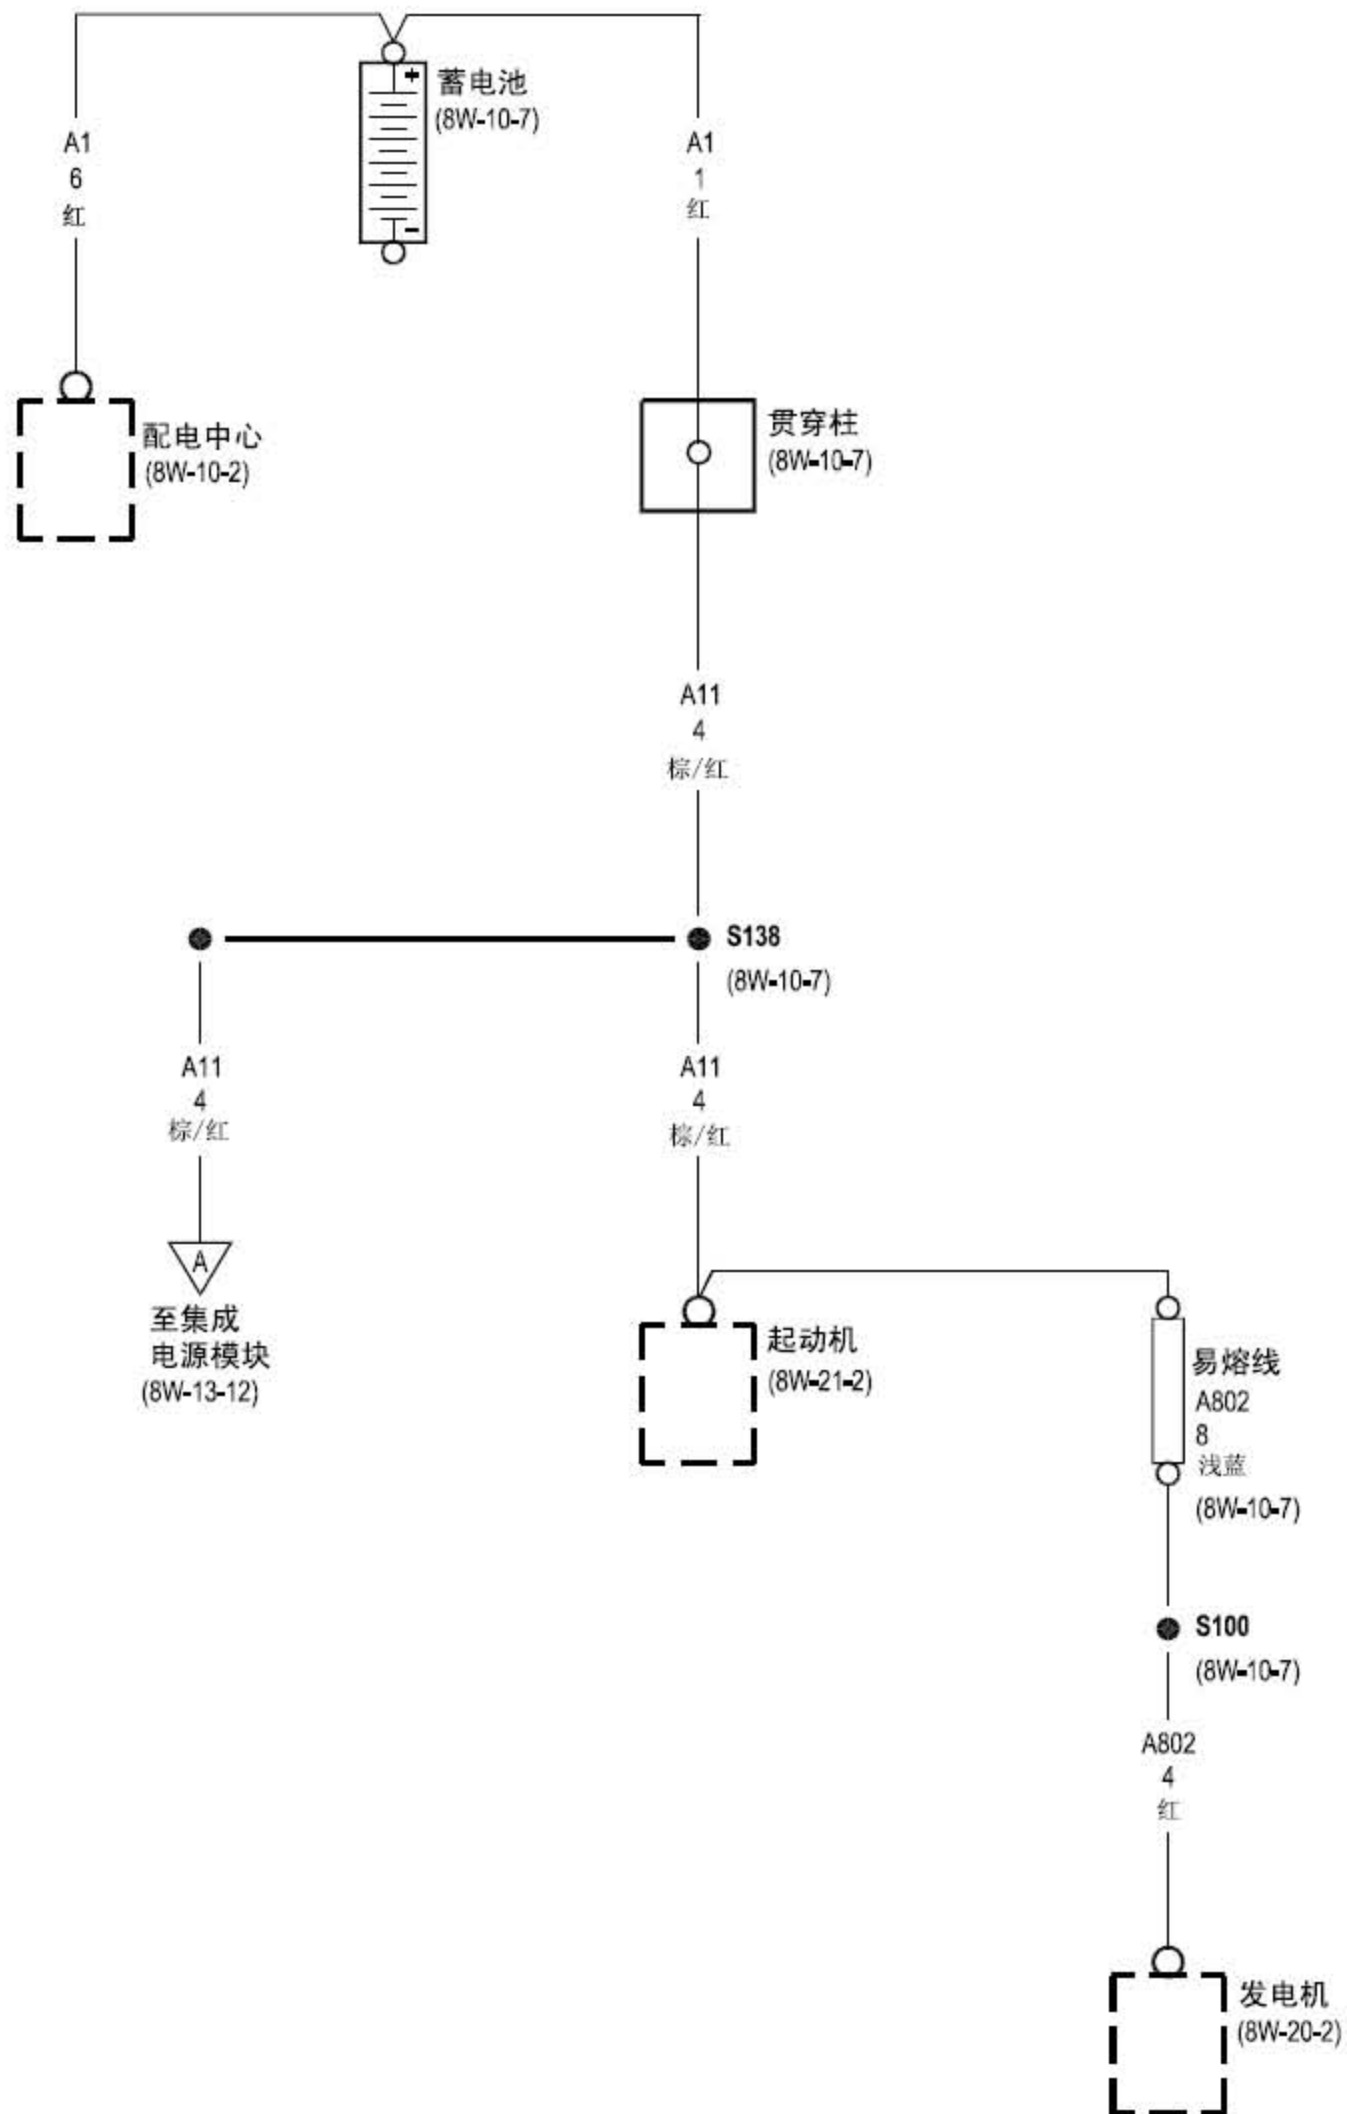 +
蓄电池
(8W-10-7)
-
A1
6
红
A1
1
红
配电中心
(8W-10-2)
贯穿柱
(8W-10-7)
A11
4
棕/红
S138
(8W-10-7)
A11
4
棕/红
A11
4
棕/红
A
至集成
电源模块
(8W-13-12)
起动机
(8W-21-2)
易熔线
A802
8
浅蓝
(8W-10-7)
S100
(8W-10-7)
A802
4
红
发电机
(8W-20-2)